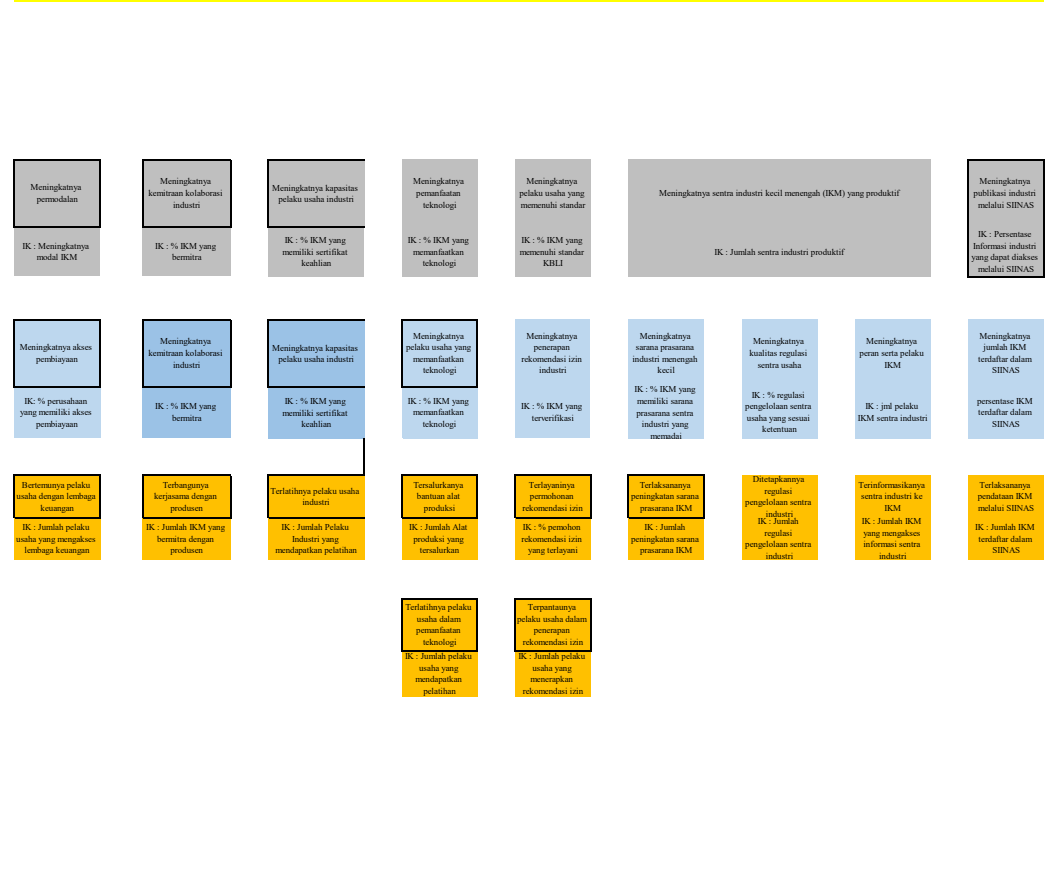 Meningkatnya
permodalan
IK : Meningkatnya
modal IKM
Meningkatnya
kemitraan kolaborasi
industri
IK : % IKM yang
bermitra
Meningkatnya kapasitas
pelaku usaha industri
IK : % IKM yang
memiliki sertifikat
keahlian
Meningkatnya
pemanfaatan
teknologi
IK : % IKM yang
memanfaatkan
teknologi
Meningkatnya
pelaku usaha yang
memenuhi standar
IK : % IKM yang
memenuhi standar
KBLI
Meningkatnya sentra industri kecil menengah (IKM) yang produktif
IK : Jumlah sentra industri produktif
Meningkatnya
publikasi industri
melalui SIINAS
IK : Persentase
Informasi industri
yang dapat diakses
melalui SIINAS
Meningkatnya akses
pembiayaan
IK: % perusahaan
yang memiliki akses
pembiayaan
Meningkatnya
kemitraan kolaborasi
industri
IK : % IKM yang
bermitra
Meningkatnya kapasitas
pelaku usaha industri
IK : % IKM yang
memiliki sertifikat
keahlian
Meningkatnya
pelaku usaha yang
memanfaatkan
teknologi
IK : % IKM yang
memanfaatkan
teknologi
Meningkatnya
penerapan
rekomendasi izin
industri
IK : % IKM yang
terverifikasi
Meningkatnya
sarana prasarana
industri menengah
kecil
IK : % IKM yang
memiliki sarana
prasarana sentra
industri yang
memadai
Meningkatnya
kualitas regulasi
sentra usaha
IK : % regulasi
pengelolaan sentra
usaha yang sesuai
ketentuan
Meningkatnya
peran serta pelaku
IKM
IK : jml pelaku
IKM sentra industri
Meningkatnya
jumlah IKM
terdaftar dalam
SIINAS
persentase IKM
terdaftar dalam
SIINAS
Bertemunya pelaku
usaha dengan lembaga
keuangan
IK : Jumlah pelaku
usaha yang mengakses
lembaga keuangan
Terbangunya
kerjasama dengan
produsen
IK : Jumlah IKM yang
bermitra dengan
produsen
Terlatihnya pelaku usaha
industri
IK : Jumlah Pelaku
Industri yang
mendapatkan pelatihan
Tersalurkanya
bantuan alat
produksi
IK : Jumlah Alat
produksi yang
tersalurkan
Terlayaninya
permohonan
rekomendasi izin
IK : % pemohon
rekomendasi izin
yang terlayani
Terlaksananya
peningkatan sarana
prasarana IKM
IK : Jumlah
peningkatan sarana
prasarana IKM
Ditetapkannya
regulasi
pengelolaan sentra
industri
IK : Jumlah
regulasi
pengelolaan sentra
industri
Terinformasikanya
sentra industri ke
IKM
IK : Jumlah IKM
yang mengakses
informasi sentra
industri
Terlaksananya
pendataan IKM
melalui SIINAS
IK : Jumlah IKM
terdaftar dalam
SIINAS
Terlatihnya pelaku
usaha dalam
pemanfaatan
teknologi
IK : Jumlah pelaku
usaha yang
mendapatkan
pelatihan
Terpantaunya
pelaku usaha dalam
penerapan
rekomendasi izin
IK : Jumlah pelaku
usaha yang
menerapkan
rekomendasi izin